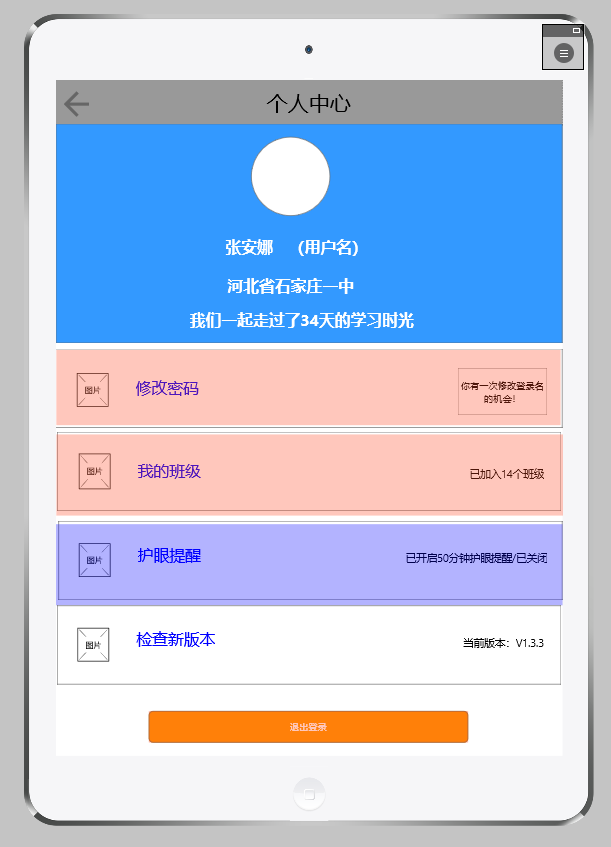 个人中心
张安娜 （用户名）
河北省石家庄一中
我们一起走过了34天的学习时光
图片
修改密码
你有一次修改登录名
的机会!
图片
我的班级
已加入14个班级
图片
护眼提醒
已开启50分钟护眼提醒/已关闭
图片
检查新版本
当前版本：V1.3.3
退出登录